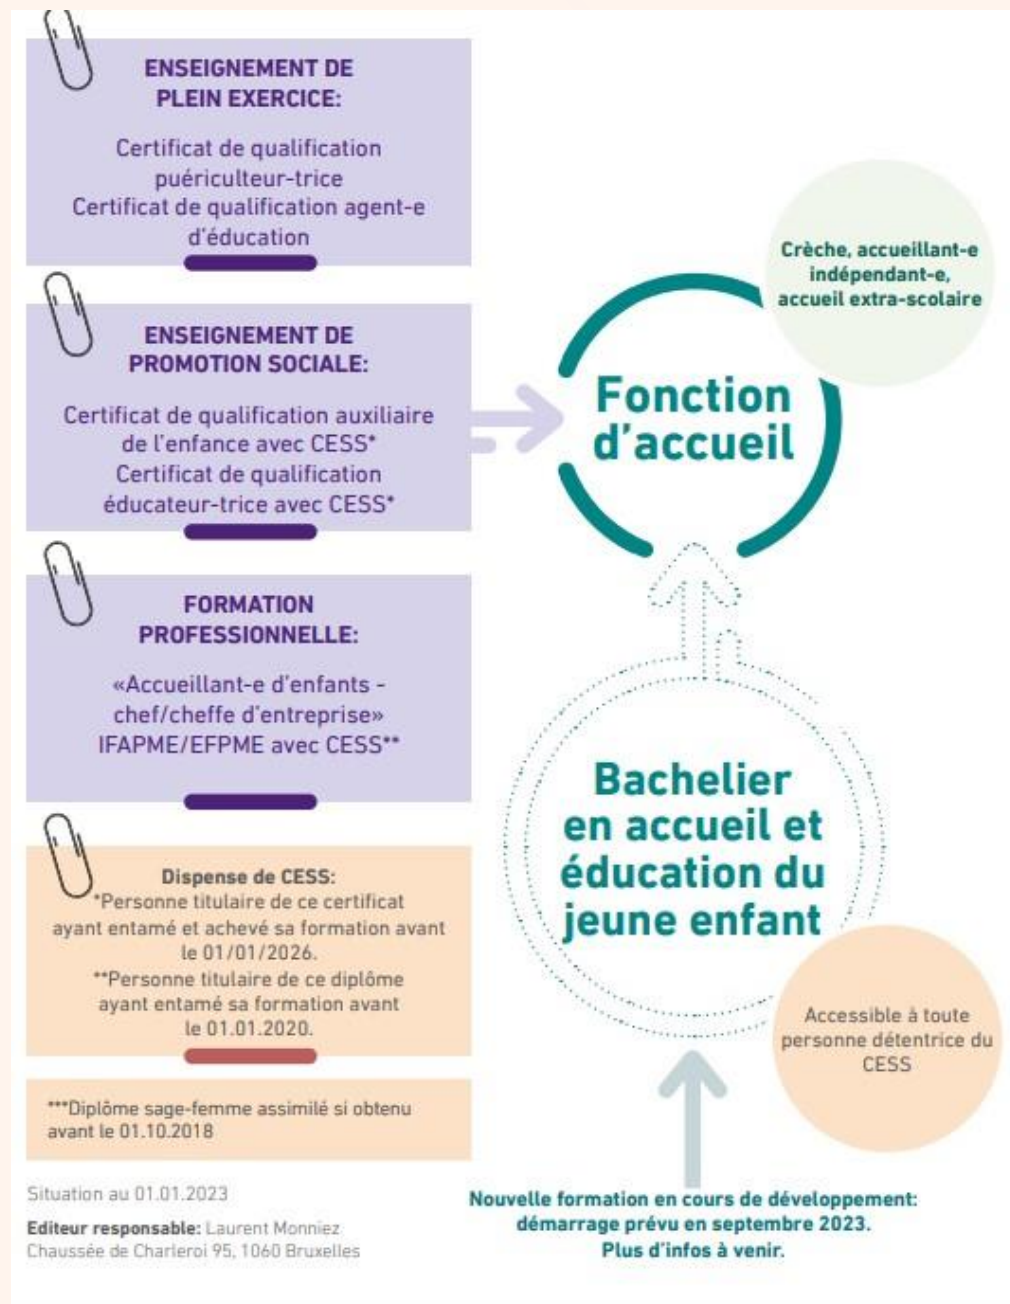 ENSEIGNEMENT DE
PLEIN EXERCICE:
Certificat de qualification
puériculteur-trice
Certificat de qualification agent-e
d'éducation
ENSEIGNEMENT DE
PROMOTION SOCIALE:
Certificat de qualification auxiliaire
de l'enfance avec CESS*
Certificat de qualification
éducateur-trice avec CESS*
FORMATION
PROFESSIONNELLE:
«Accueillant-e d'enfants -
chef/cheffe d'entreprise»
IFAPME/EFPME avec CESS**
Dispense de CESS:
*Personne titulaire de ce certificat
ayant entamé et achevé sa formation avant
le 01/01/2026.
**Personne titulaire de ce diplôme
ayant entamé sa formation avant
le 01.01.2020.
***Diplôme sage-femme assimilé si obtenu
avant le 01.10.2018
Situation au 01.01.2023
Editeur responsable: Laurent Monniez
Chaussée de Charleroi 95, 1060 Bruxelles
Crèche, accueillant-e
indépendant-e,
accueil extra-scolaire
Fonction
d'accueil
Bachelier
en accueil et
éducation du
jeune enfant
Accessible à toute
personne détentrice du
CESS
Nouvelle formation en cours de développement:
démarrage prévu en septembre 2023.
Plus d'infos à venir.